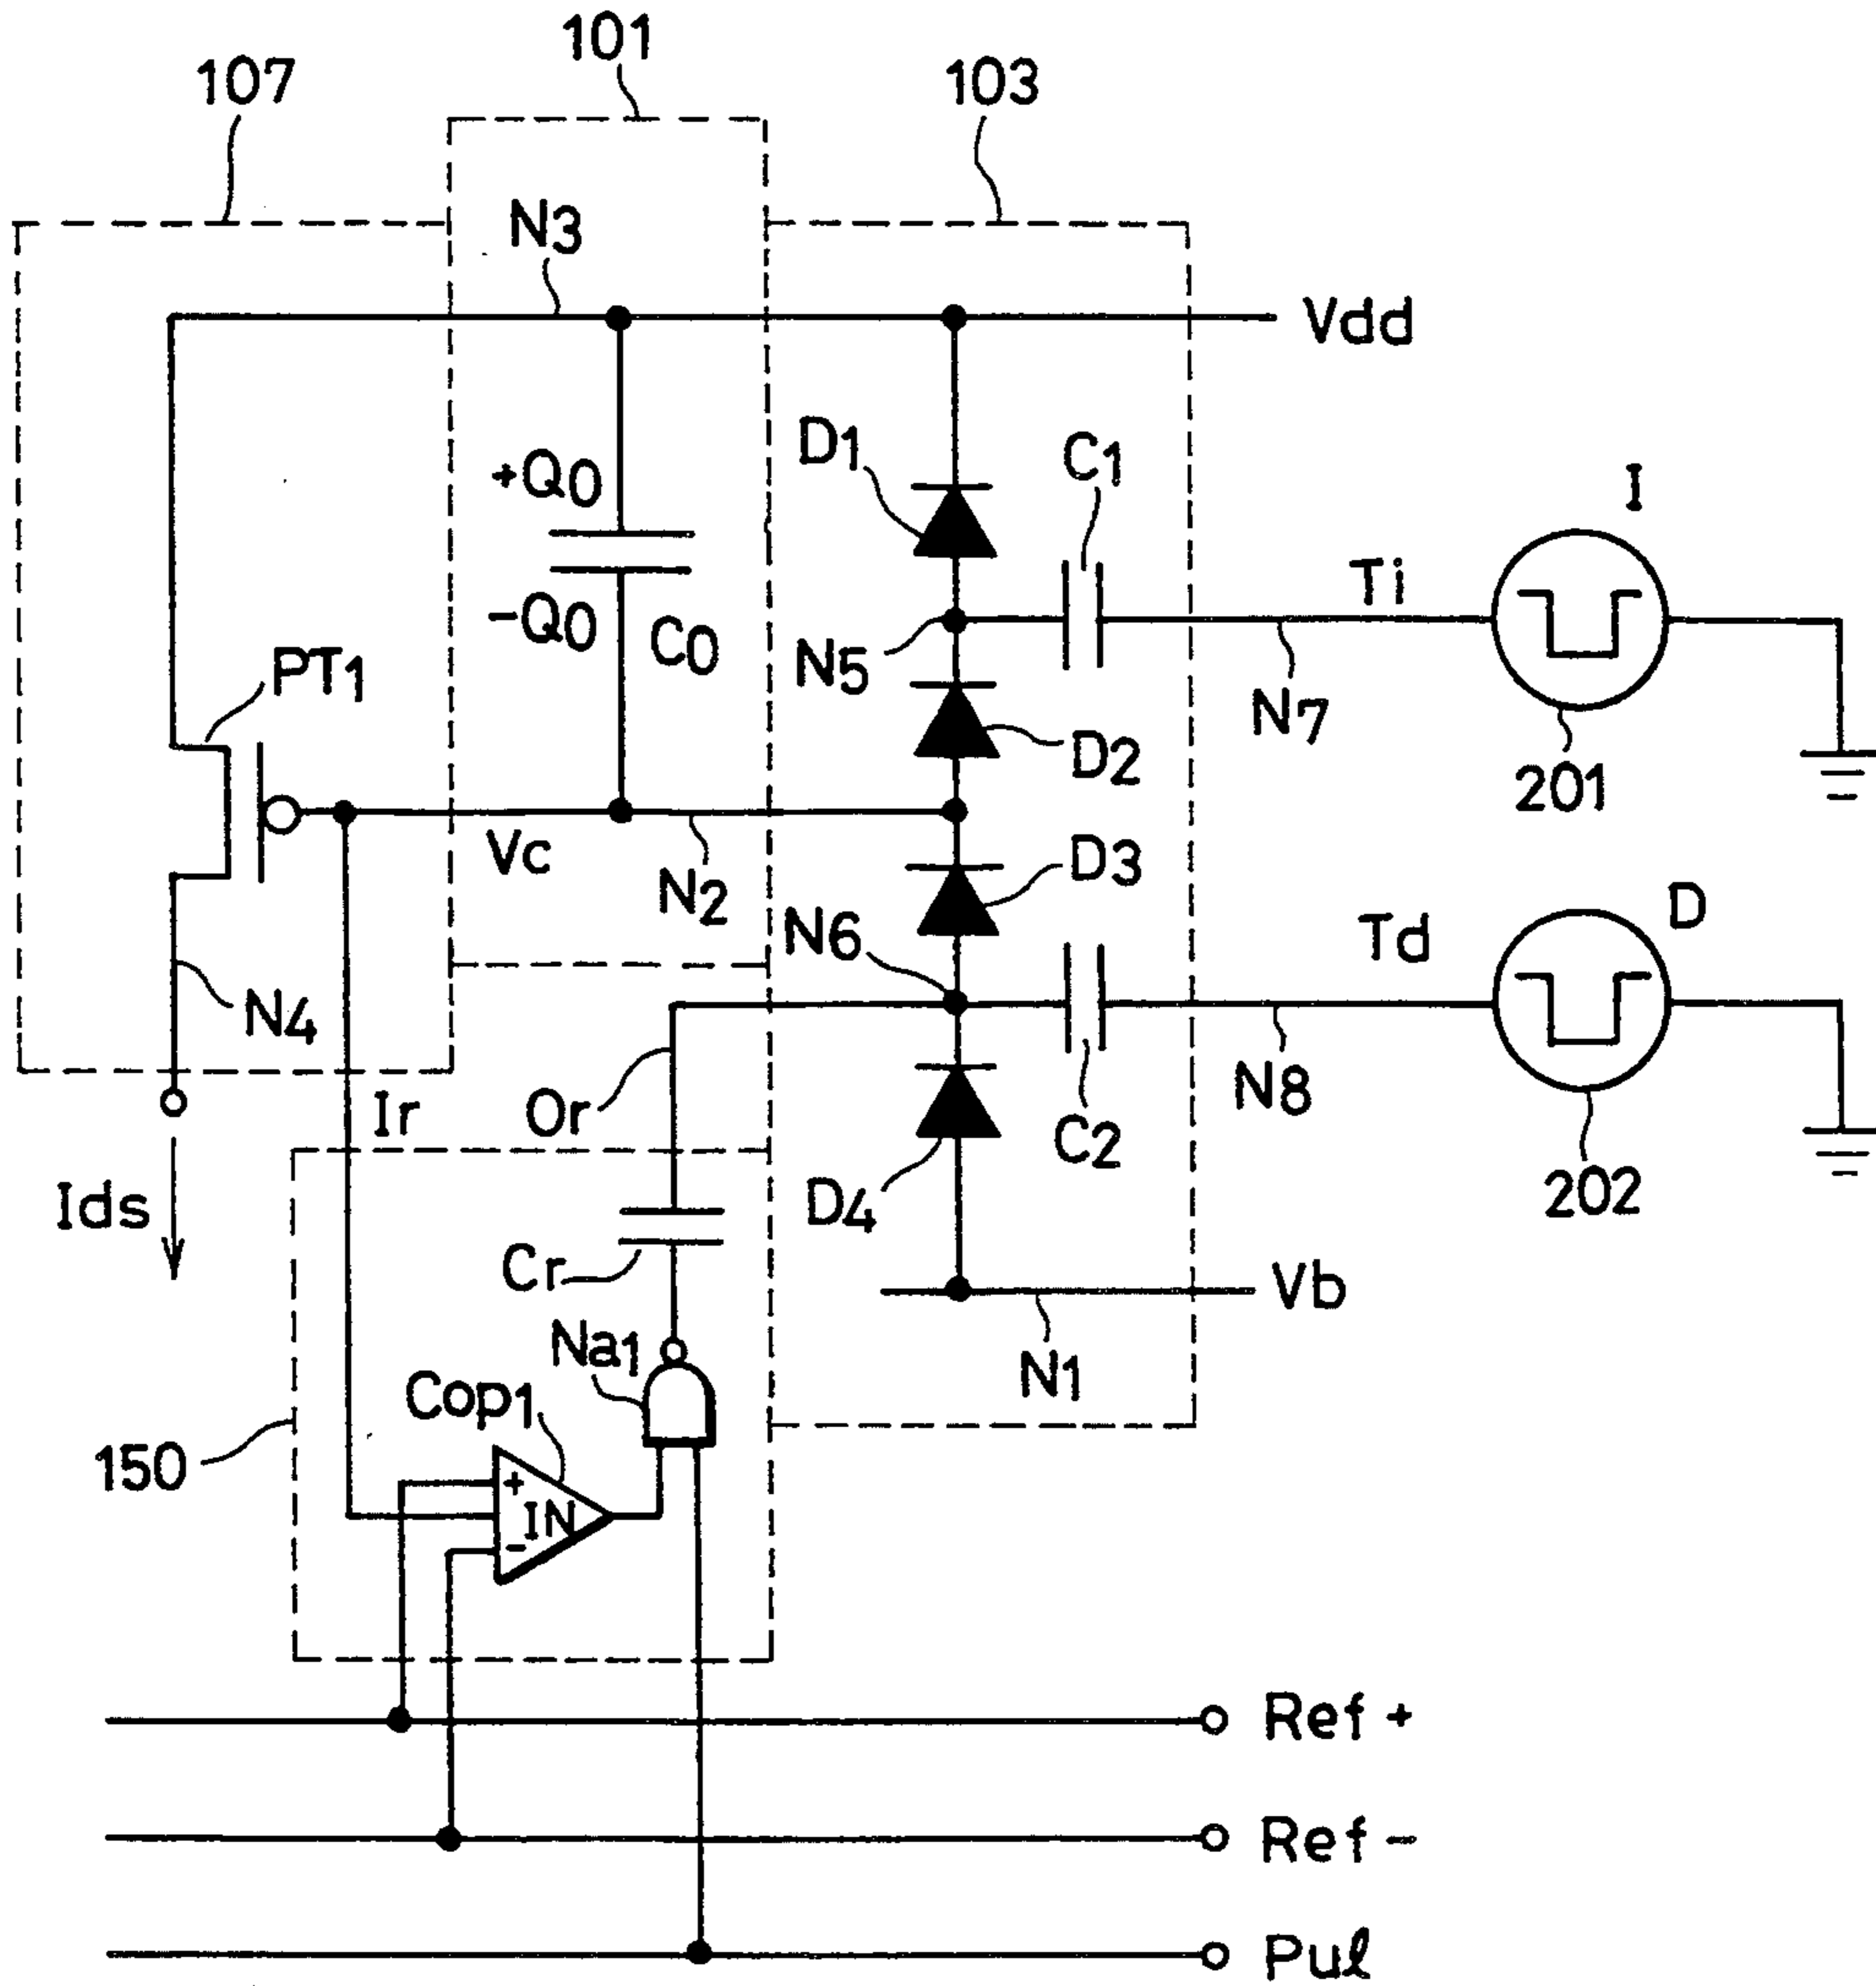 101
107
103
N3
Vdd
D1
C1
I
+Q0
Ti
-Q0
C0
N5
PT1
N7
D2
201
Vc
D3
N2
D
N6
Td
N4
N8
Ir
Or
C2
Ids
D4
202
Cr
Vb
Na1
N1
Cop1
150
+
IN
-
Ref+
Ref-
Pul